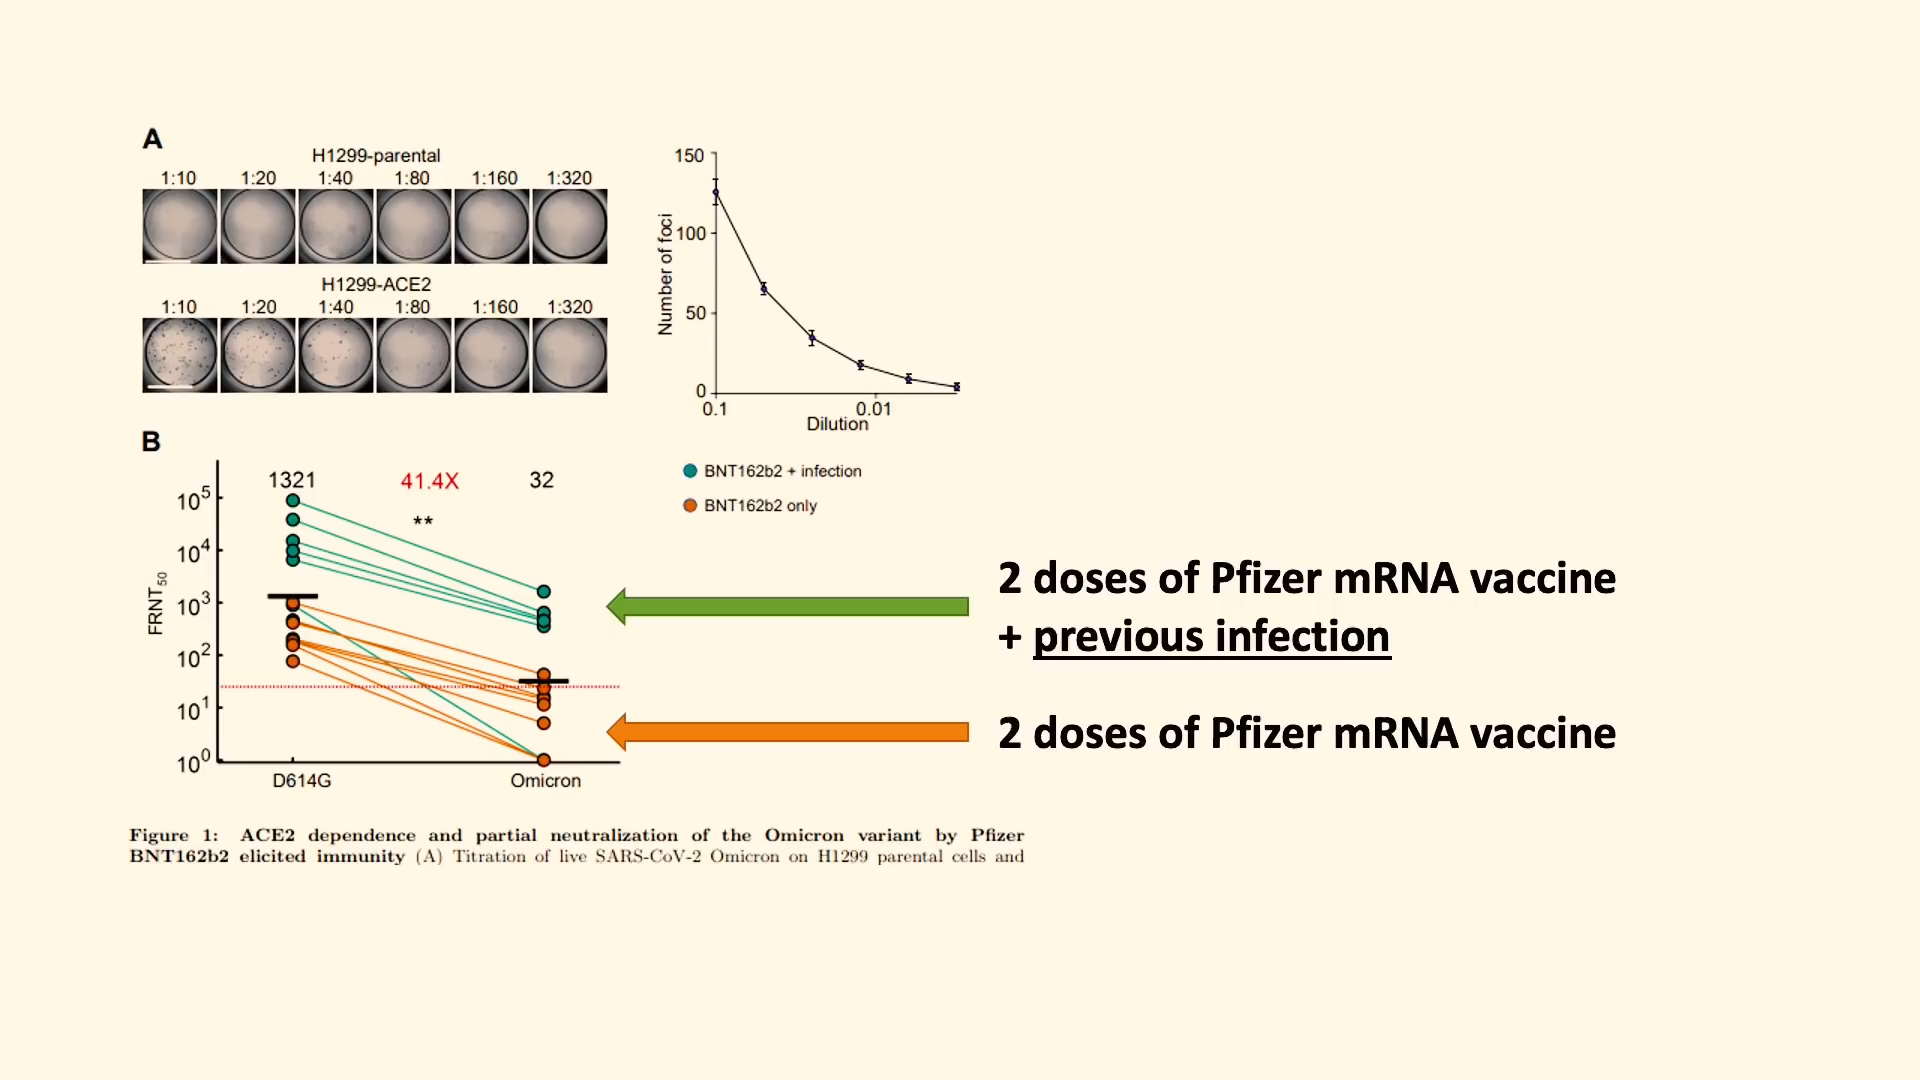 A
H1299-parental
1:10 1:20 1:40 1:80 1:160 1:320
H1299-ACE2
1:10 1:20 1:40 1:80 1:160 1:320
150
100
50
0
Number of foci
0.1 0.01
Dilution
B
1321 41.4X 32
**
10^5
10^4
10^3
10^2
10^1
10^0
FRNT50
D614G Omicron
BNT162b2 + infection
BNT162b2 only
2 doses of Pfizer mRNA vaccine
+ previous infection
2 doses of Pfizer mRNA vaccine
Figure 1: ACE2 dependence and partial neutralization of the Omicron variant by Pfizer
BNT162b2 elicited immunity (A) Titration of live SARS-CoV-2 Omicron on H1299 parental cells and